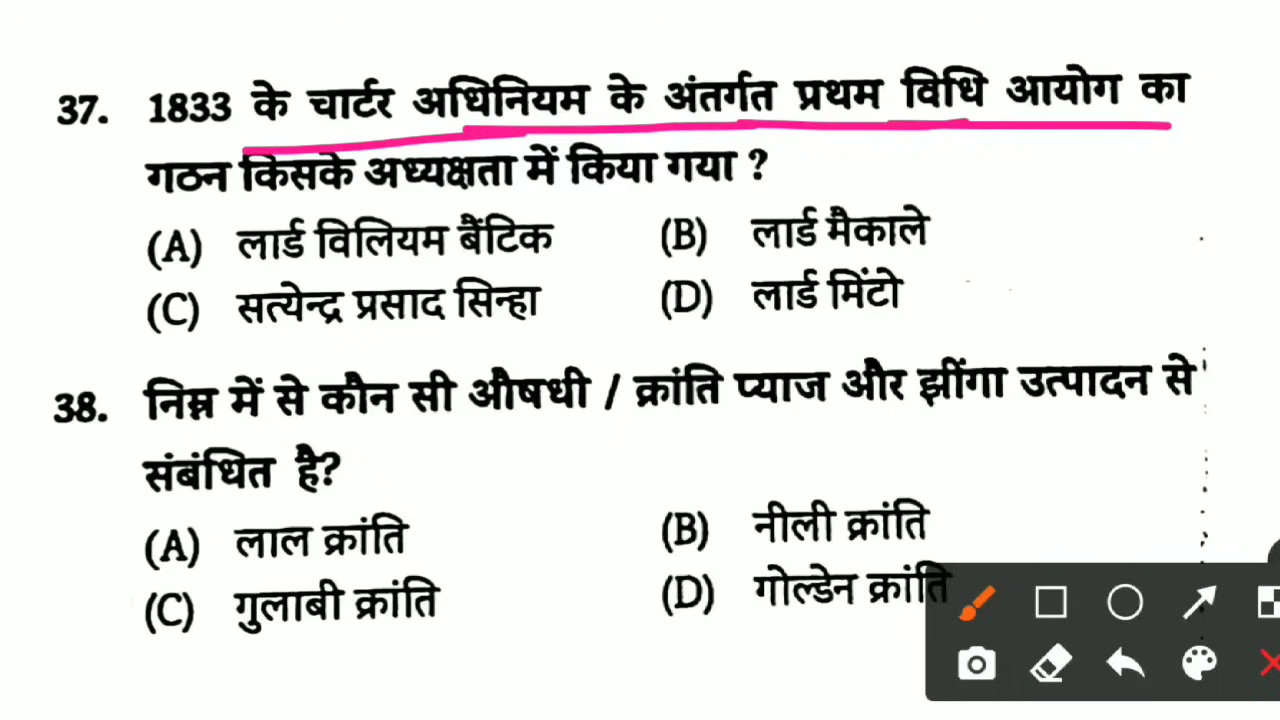 37. 1833 के चार्टर अधिनियम के अंतर्गत प्रथम विधि आयोग का
गठन किसके अध्यक्षता में किया गया ?
(A) लार्ड विलियम बैंटिक (B) लार्ड मैकाले
(C) सत्येन्द्र प्रसाद सिन्हा (D) लार्ड मिंटो
38. निम्न में से कौन सी औषधी / क्रांति प्याज और झींगा उत्पादन से
संबंधित है?
(A) लाल क्रांति (B) नीली क्रांति
(C) गुलाबी क्रांति (D) गोल्डेन क्रांति